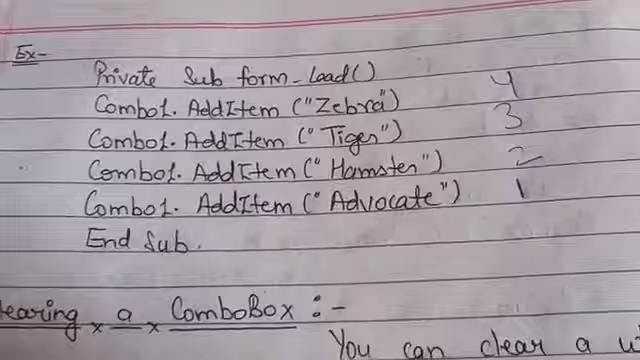 Ex-
Private Sub form_Load()
Combo1. AddItem ("Zebra") 4
Combo1. AddItem ("Tiger") 3
Combo1. AddItem ("Hamster") 2
Combo1. AddItem ("Advocate") 1
End Sub.
earing a ComboBox :-
You can clear a